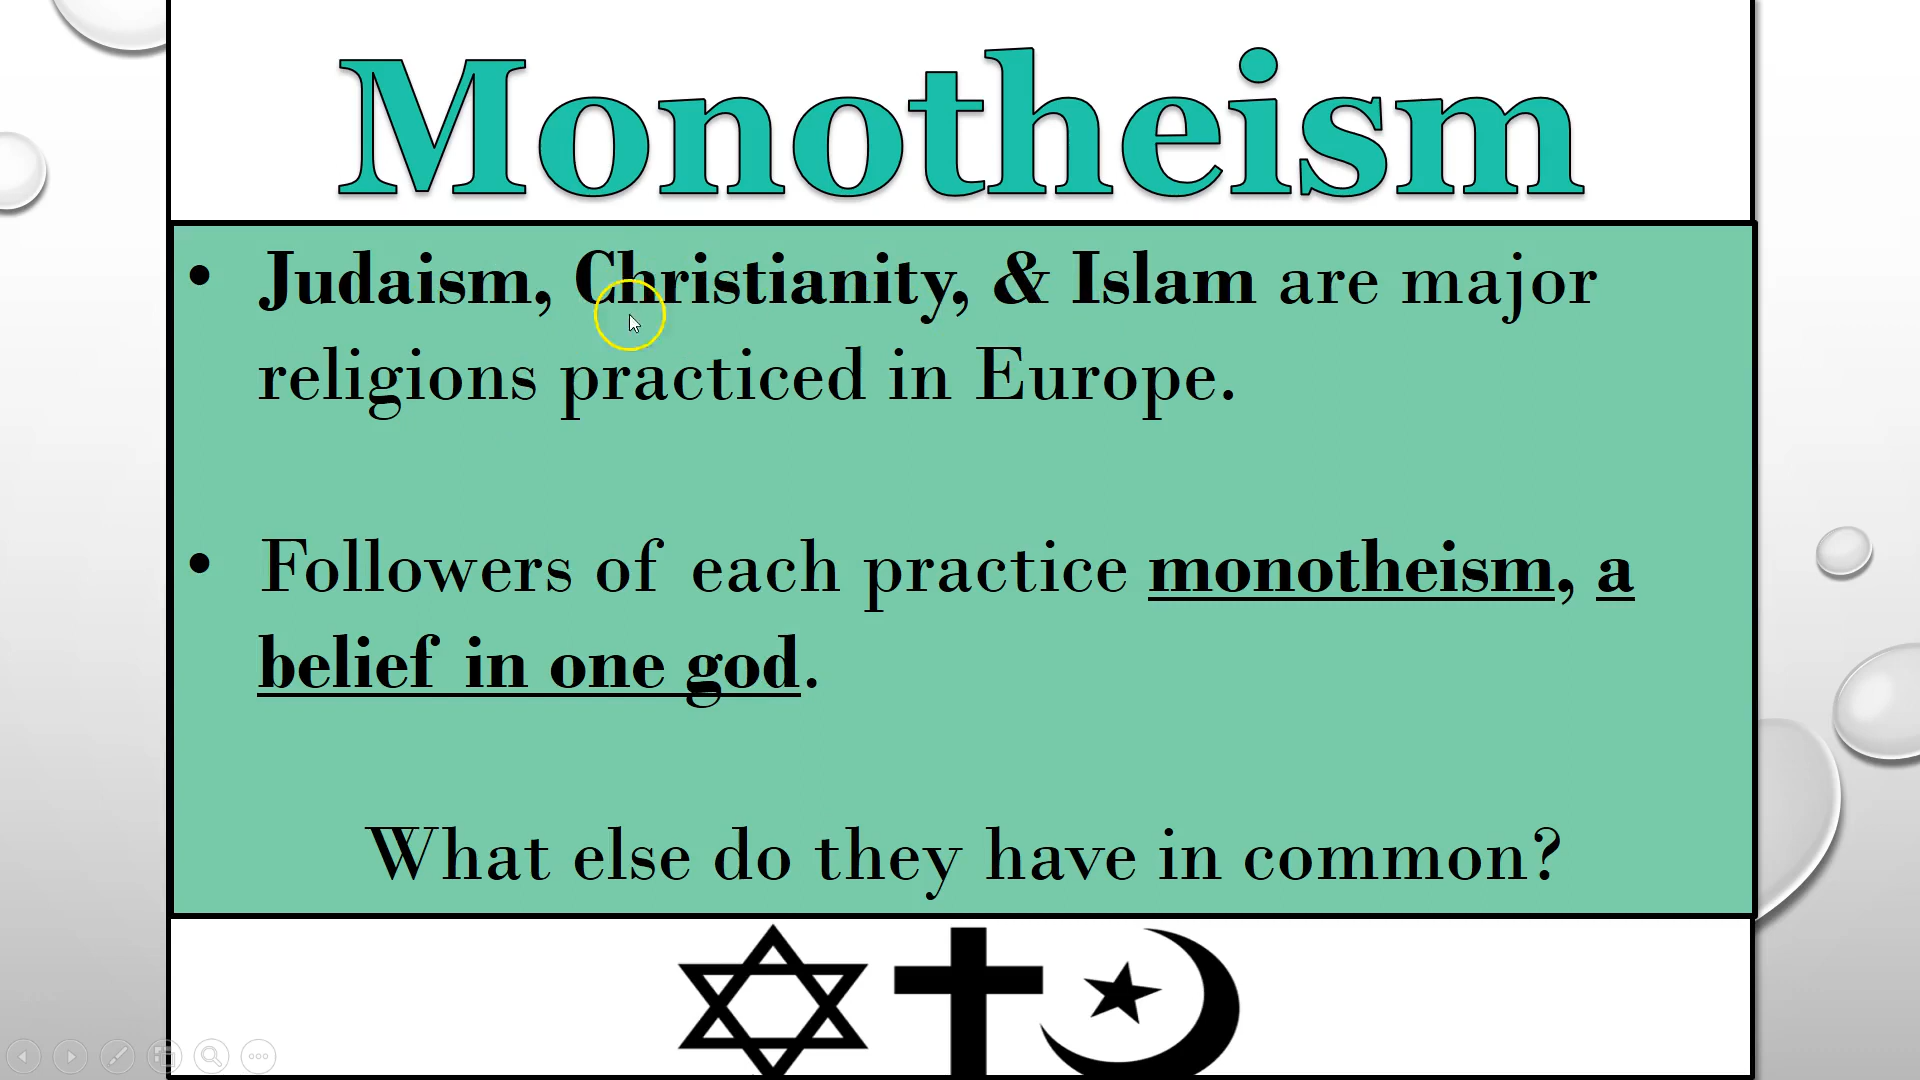 Monotheism
• Judaism, Christianity, & Islam are major
religions practiced in Europe.
• Followers of each practice monotheism, a
belief in one god.
What else do they have in common?